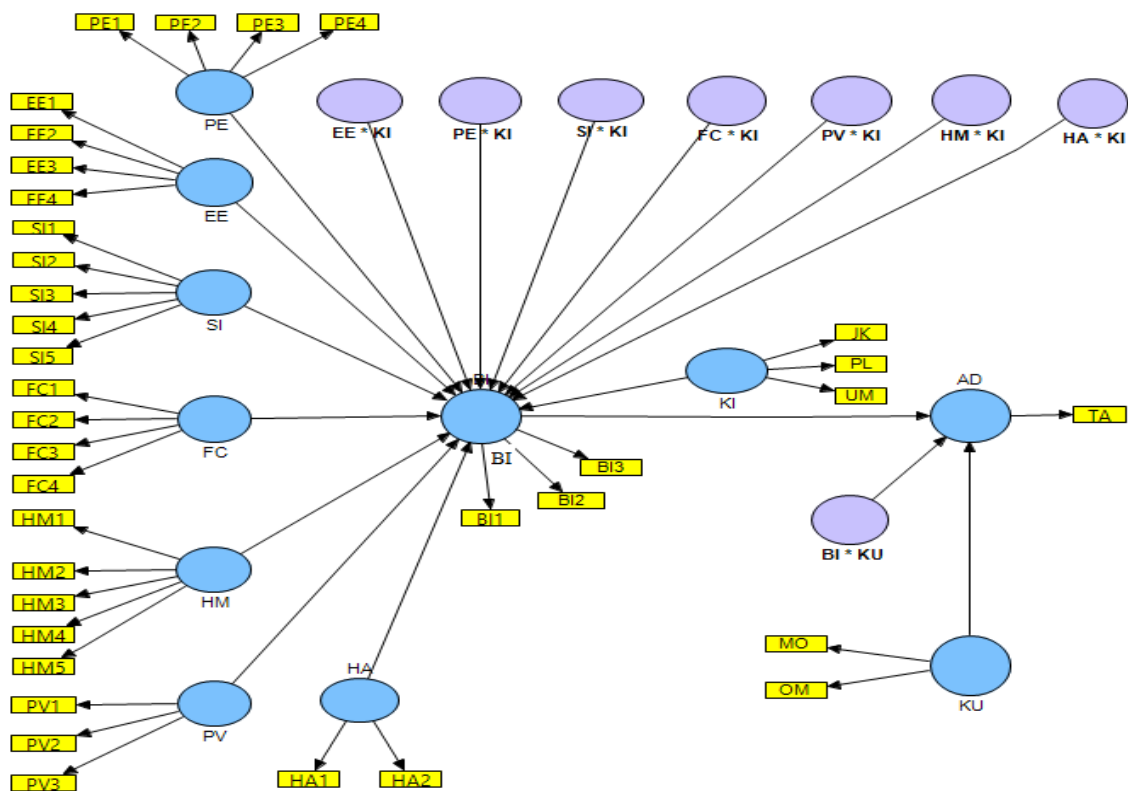 PE1 PE2 PE3 PE4
PE
EE * KI PE * KI SI * KI FC * KI PV * KI HM * KI HA * KI
EE1
EE2
EE3
EE4
EE
SI1
SI2
SI3
SI4
SI5
SI
FC1
FC2
FC3
FC4
FC
HM1
HM2
HM3
HM4
HM5
HM
PV1
PV2
PV3
PV
HA
HA1 HA2
BI
BI
BI1
BI2
BI3
KI
JK
PL
UM
AD
TA
BI * KU
MO
OM
KU